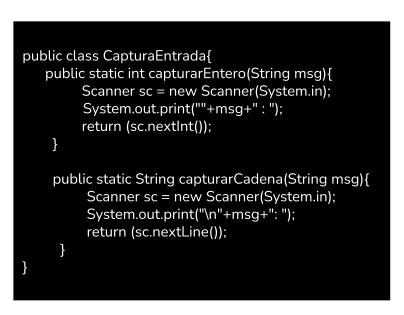 public class CapturaEntrada{
public static int capturarEntero(String msg){
Scanner sc = new Scanner(System.in);
System.out.print(""+msg+" : ");
return (sc.nextInt());
}
public static String capturarCadena(String msg){
Scanner sc = new Scanner(System.in);
System.out.print("\n"+msg+": ");
return (sc.nextLine());
}
}